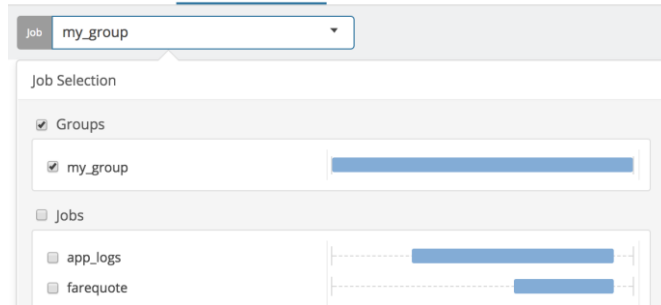 Job my_group
Job Selection
Groups
my_group
Jobs
app_logs
farequote